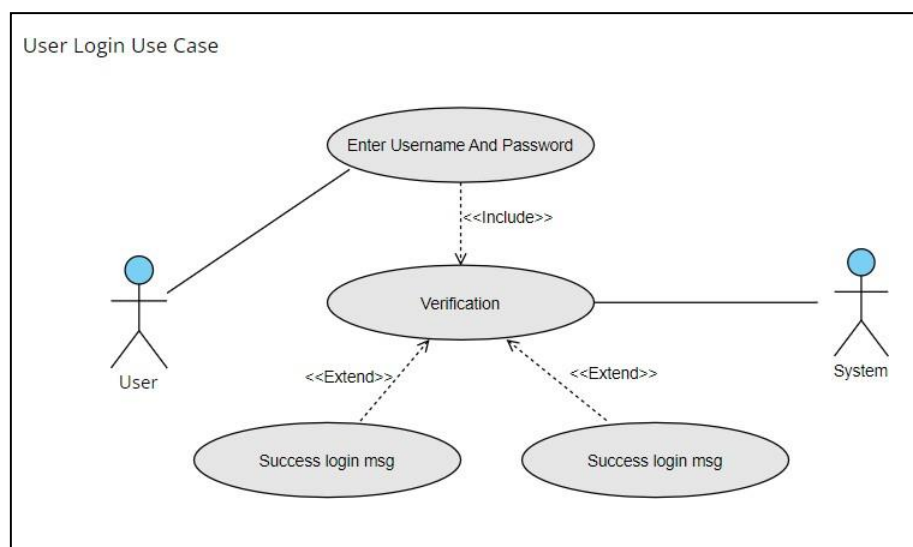 User Login Use Case
Enter Username And Password
<<Include>>
Verification
User
System
<<Extend>>
<<Extend>>
Success login msg
Success login msg